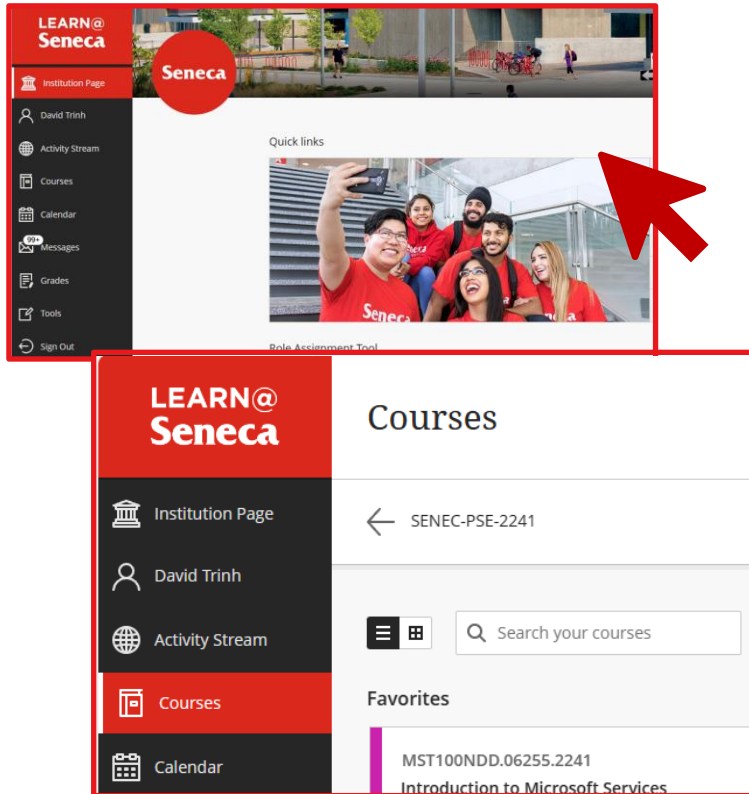 LEARN@
Seneca
Institution Page
David Trinh
Activity Stream
Courses
Calendar
99+
Messages
Grades
Tools
Sign Out
Seneca
Quick links
Seneca
Role Assignment Tool
LEARN@
Seneca
Institution Page
David Trinh
Activity Stream
Courses
Calendar
Courses
SENEC-PSE-2241
Search your courses
Favorites
MST100NDD.06255.2241
Introduction to Microsoft Services